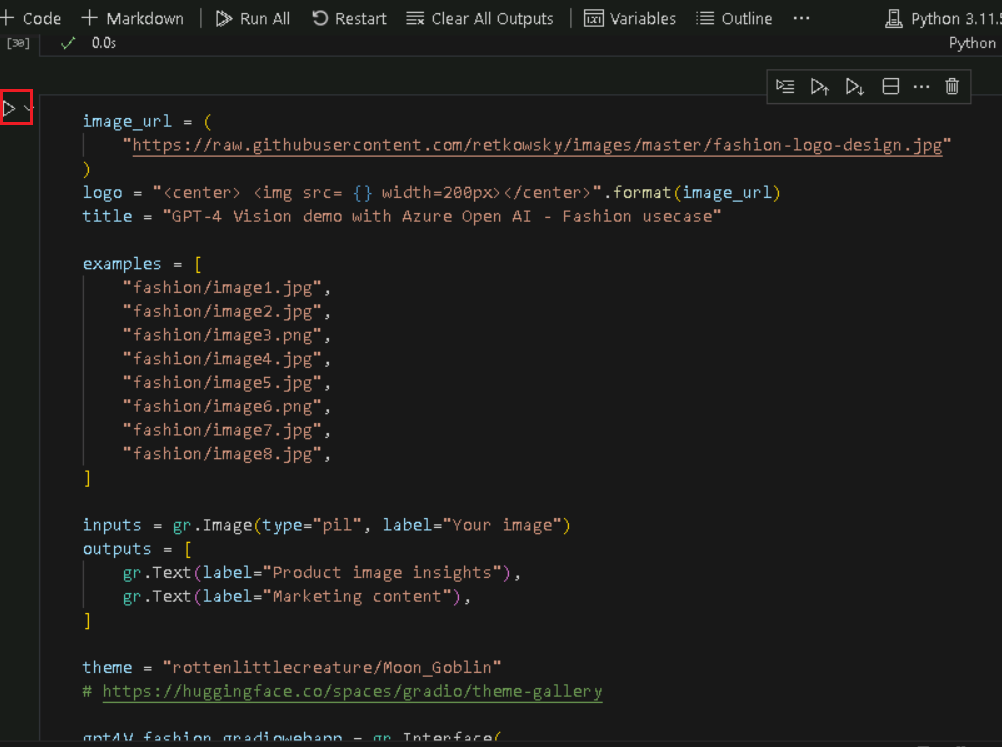 + Code + Markdown | Run All Restart Clear All Outputs | Variables Outline ... Python 3.11.5
[30] ✓ 0.0s Python
image_url = (
"https://raw.githubusercontent.com/retkowsky/images/master/fashion-logo-design.jpg"
)
logo = "<center> <img src= {} width=200px></center>".format(image_url)
title = "GPT-4 Vision demo with Azure Open AI - Fashion usecase"
examples = [
"fashion/image1.jpg",
"fashion/image2.jpg",
"fashion/image3.png",
"fashion/image4.jpg",
"fashion/image5.jpg",
"fashion/image6.png",
"fashion/image7.jpg",
"fashion/image8.jpg",
]
inputs = gr.Image(type="pil", label="Your image")
outputs = [
gr.Text(label="Product image insights"),
gr.Text(label="Marketing content"),
]
theme = "rottenlittlecreature/Moon_Goblin"
# https://huggingface.co/spaces/gradio/theme-gallery
gpt4V_fashion_gradiowebapp = gr.Interface(